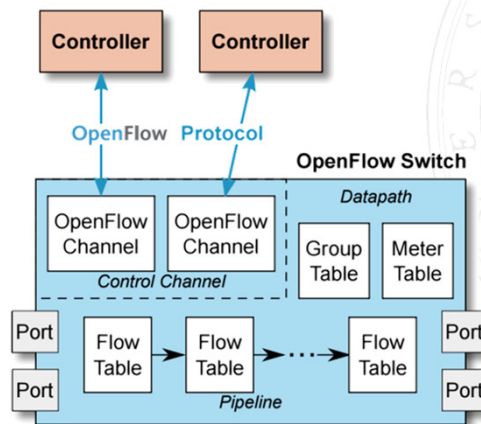 Controller Controller
OpenFlow Protocol
OpenFlow Switch
OpenFlow Channel
OpenFlow Channel
Control Channel
Datapath
Group Table
Meter Table
Port
Port
Flow Table
Flow Table
...
Flow Table
Pipeline
Port
Port
E R S